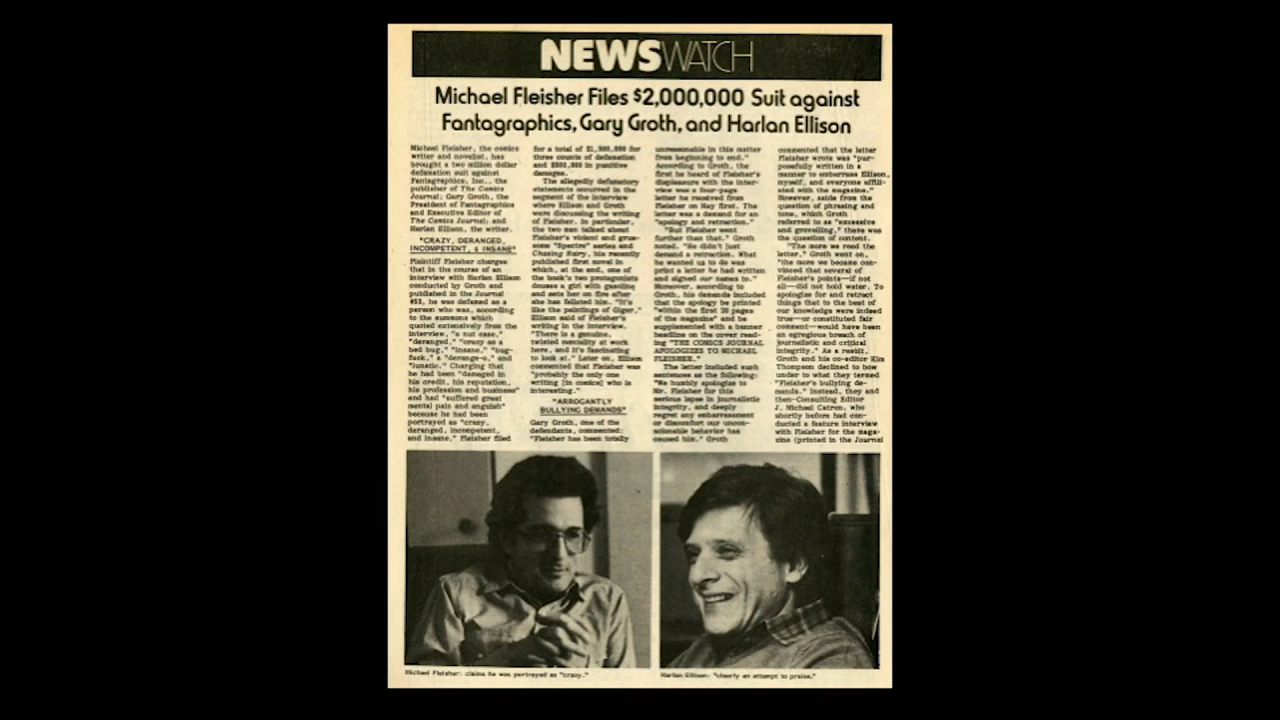 NEWSWATCH
Michael Fleisher Files $2,000,000 Suit against
Fantagraphics, Gary Groth, and Harlan Ellison
Michael Fleisher, the comics
writer and novelist, has
brought a two million dollar
defamation suit against
Fantagraphics, Inc., the
publisher of The Comics
Journal; Gary Groth, the
President of Fantagraphics
and Executive Editor of
The Comics Journal; and
Harlan Ellison, the writer.
"CRAZY, DERANGED,
INCOMPETENT, & INSANE"
Plaintiff Fleisher charges
that in the course of an
interview with Harlan Ellison
conducted by Groth and
published in the Journal
#53, he was defamed as a
person who was, according
to the summons which
quoted extensively from the
interview, "a nut case,"
"deranged," "crazy as a
bed bug," "insane," "bug-
fuck," a "derange-o," and
"lunatic." Charging that
he had been "damaged in
his credit, his reputation,
his profession and business"
and had "suffered great
mental pain and anguish"
because he had been
portrayed as "crazy,
deranged, incompetent,
and insane," Fleisher filed
for a total of $1,500,000 for
three counts of defamation
and $500,000 in punitive
damages.
The allegedly defamatory
statements occurred in the
segment of the interview
where Ellison and Groth
were discussing the writing
of Fleisher. In particular,
the two men talked about
Fleisher's violent and grue-
some "Spectre" series and
Chasing Hairy, his recently
published first novel in
which, at the end, one of
the book's two protagonists
douses a girl with gasoline
and sets her on fire after
she has fellated him. "It's
like the paintings of Giger,"
Ellison said of Fleisher's
writing in the interview.
"There is a genuine,
twisted mentality at work
here, and it's fascinating
to look at." Later on, Ellison
commented that Fleisher was
"probably the only one
writing [in comics] who is
interesting."
"ARROGANTLY
BULLYING DEMANDS"
Gary Groth, one of the
defendants, commented:
"Fleisher has been totally
unreasonable in this matter
from beginning to end."
According to Groth, the
first he heard of Fleisher's
displeasure with the inter-
view was a four-page
letter he received from
Fleisher on May first. The
letter was a demand for an
"apology and retraction."
"But Fleisher went
further than that," Groth
noted. "He didn't just
demand a retraction. What
he wanted us to do was
print a letter he had written
and signed our names to."
Moreover, according to
Groth, his demands included
that the apology be printed
"within the first 20 pages
of the magazine" and be
supplemented with a banner
headline on the cover read-
ing "THE COMICS JOURNAL
APOLOGIZES TO MICHAEL
FLEISHER."
The letter included such
sentences as the following:
"We humbly apologize to
Mr. Fleisher for this
serious lapse in journalistic
integrity, and deeply
regret any embarrassment
or discomfort our uncon-
scionable behavior has
caused him." Groth
commented that the letter
Fleisher wrote was "pur-
posefully written in a
manner to embarrass Ellison,
myself, and everyone affili-
ated with the magazine."
However, aside from the
question of phrasing and
tone, which Groth
referred to as "excessive
and grovelling," there was
the question of content.
"The more we read the
letter," Groth went on,
"the more we became con-
vinced that several of
Fleisher's points—if not
all—did not hold water. To
apologize for and retract
things that to the best of
our knowledge were indeed
true—or constituted fair
comment—would have been
an egregious breach of
journalistic and critical
integrity." As a result,
Groth and his co-editor Kim
Thompson declined to bow
under to what they termed
"Fleisher's bullying de-
mands." Instead, they and
then-Consulting Editor
J. Michael Catron, who
shortly before had con-
ducted a feature interview
with Fleisher for the maga-
zine (printed in the Journal
Michael Fleisher: claims he was portrayed as "crazy."
Harlan Ellison: "clearly an attempt to praise."